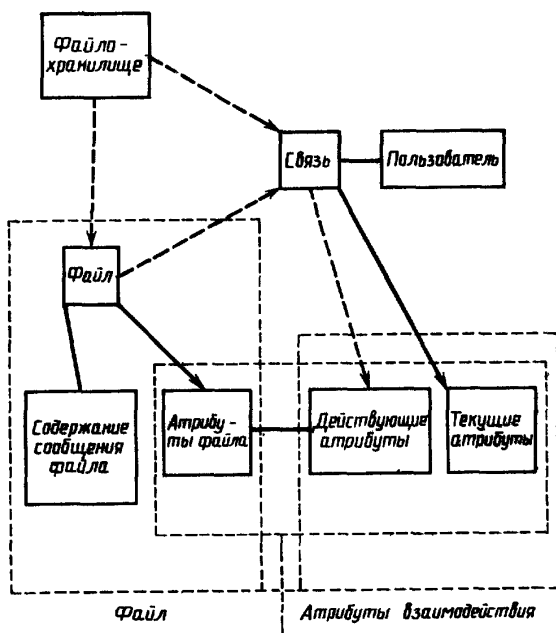 Файло-
хранилище
Связь
Пользователь
Файл
Содержание
сообщения
файла
Атрибу-
ты файла
Действующие
атрибуты
Текущие
атрибуты
Файл
Атрибуты взаимодействия